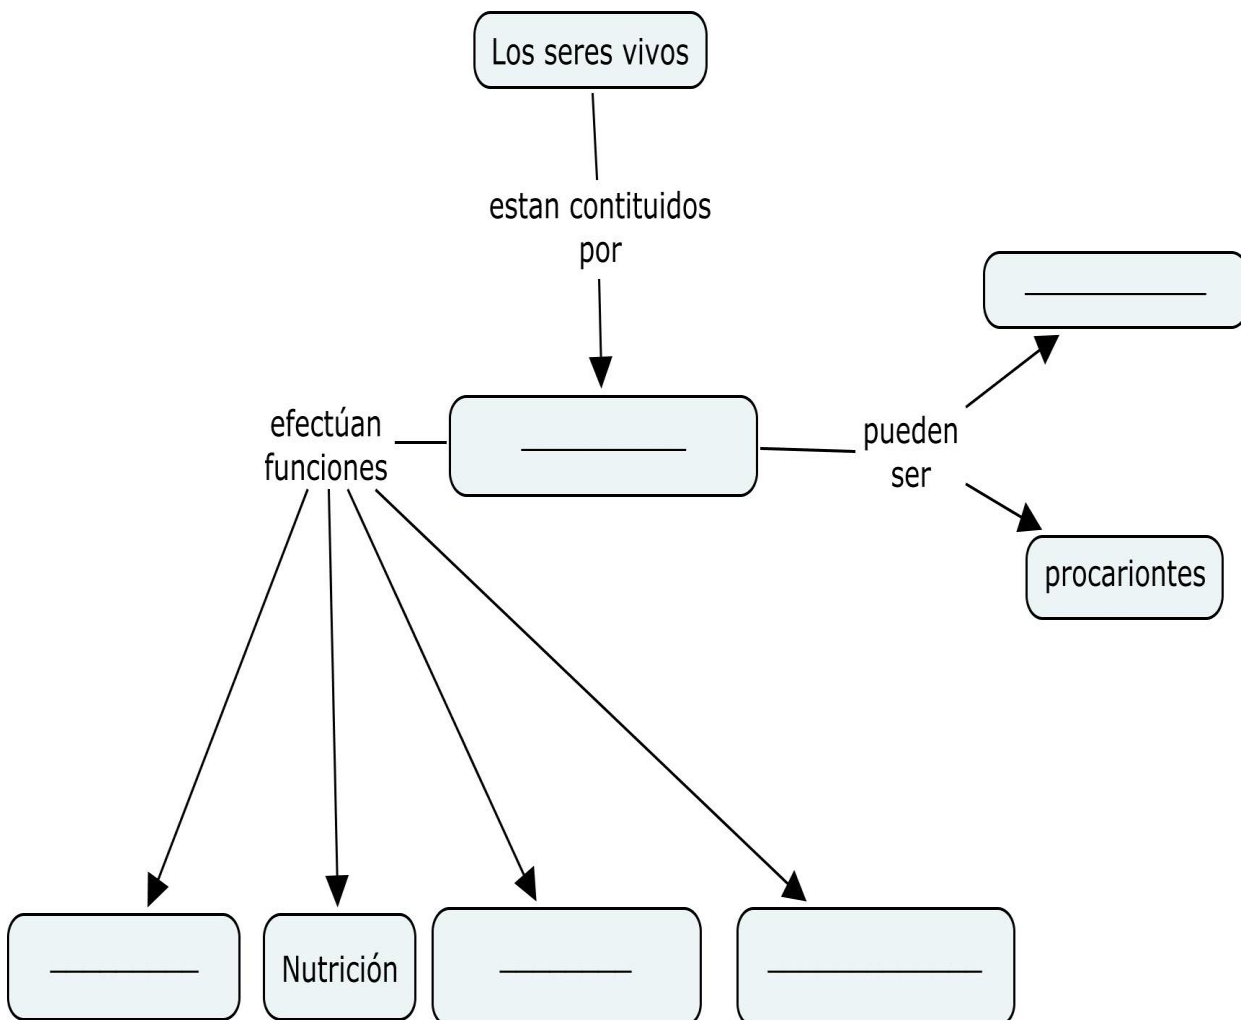 Los seres vivos
estan contituidos
por
efectúan
funciones
pueden
ser
procariontes
Nutrición